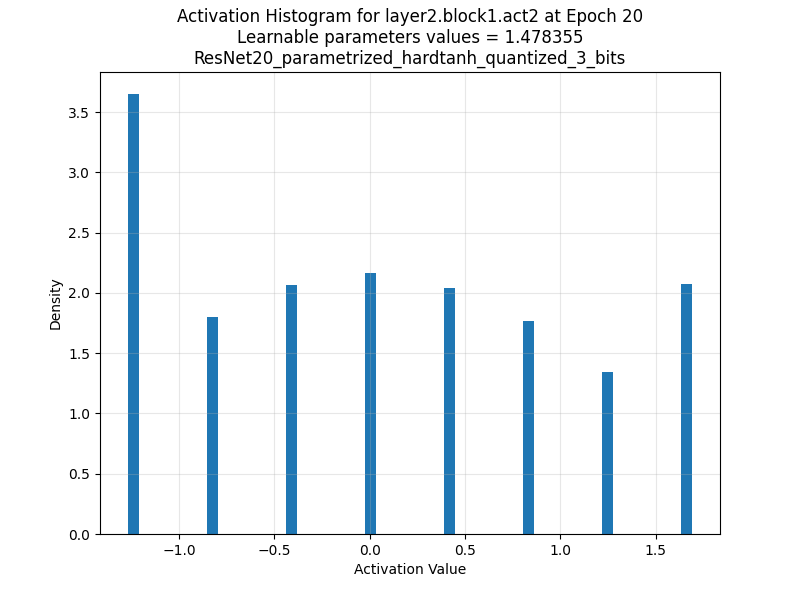 Activation Histogram for layer2.block1.act2 at Epoch 20
Learnable parameters values = 1.478355
ResNet20_parametrized_hardtanh_quantized_3_bits
3.5
3.0
2.5
2.0
1.5
1.0
0.5
0.0
Density
−1.0 −0.5 0.0 0.5 1.0 1.5
Activation Value